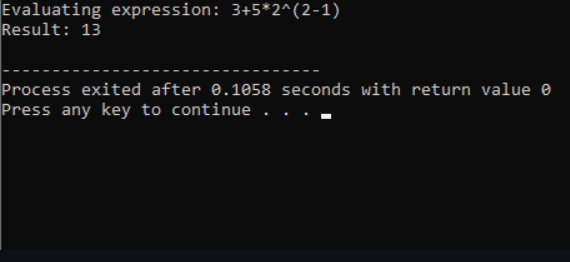 Evaluating expression: 3+5*2^(2-1)
Result: 13
--------------------------------
Process exited after 0.1058 seconds with return value 0
Press any key to continue . . .